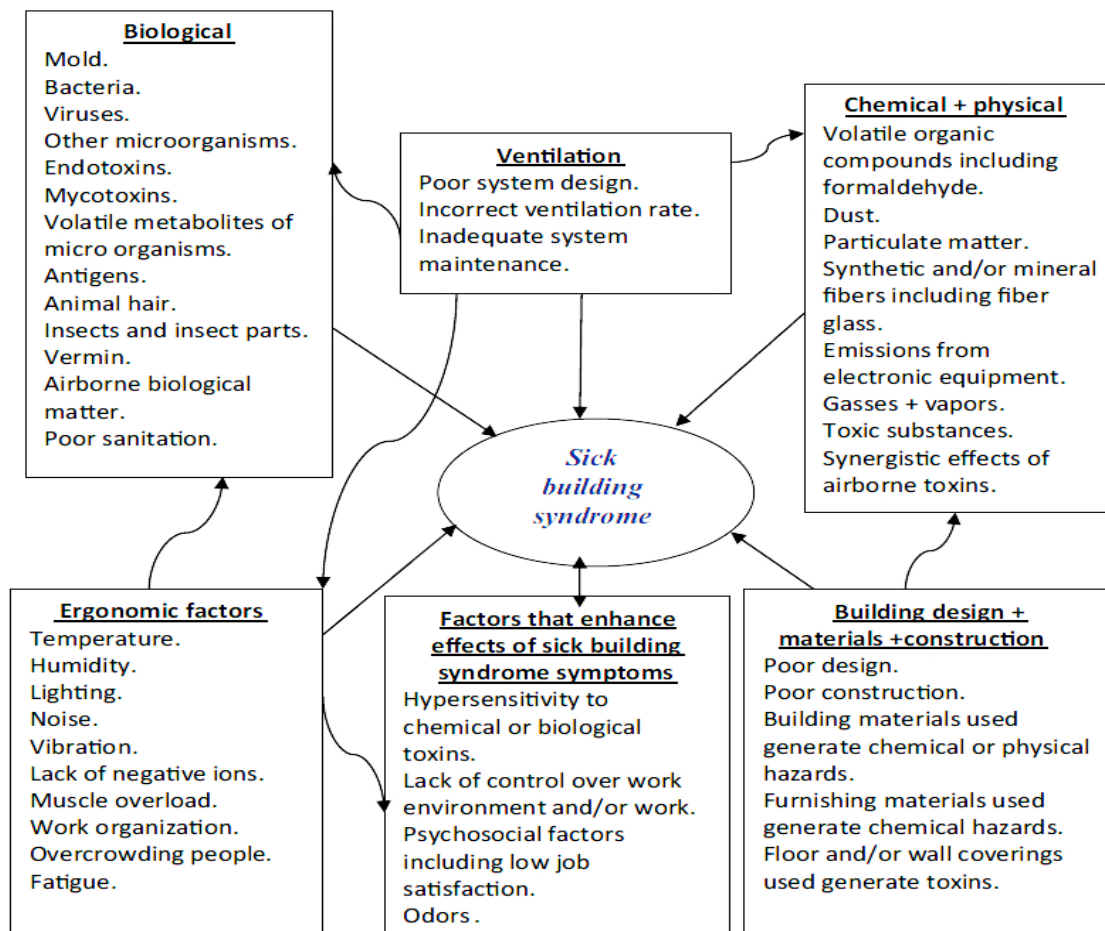 Biological
Mold.
Bacteria.
Viruses.
Other microorganisms.
Endotoxins.
Mycotoxins.
Volatile metabolites of
micro organisms.
Antigens.
Animal hair.
Insects and insect parts.
Vermin.
Airborne biological
matter.
Poor sanitation.
Ventilation
Poor system design.
Incorrect ventilation rate.
Inadequate system
maintenance.
Chemical + physical
Volatile organic
compounds including
formaldehyde.
Dust.
Particulate matter.
Synthetic and/or mineral
fibers including fiber
glass.
Emissions from
electronic equipment.
Gasses + vapors.
Toxic substances.
Synergistic effects of
airborne toxins.
Sick
building
syndrome
Ergonomic factors
Temperature.
Humidity.
Lighting.
Noise.
Vibration.
Lack of negative ions.
Muscle overload.
Work organization.
Overcrowding people.
Fatigue.
Factors that enhance
effects of sick building
syndrome symptoms
Hypersensitivity to
chemical or biological
toxins.
Lack of control over work
environment and/or work.
Psychosocial factors
including low job
satisfaction.
Odors .
Building design +
materials +construction
Poor design.
Poor construction.
Building materials used
generate chemical or physical
hazards.
Furnishing materials used
generate chemical hazards.
Floor and/or wall coverings
used generate toxins.